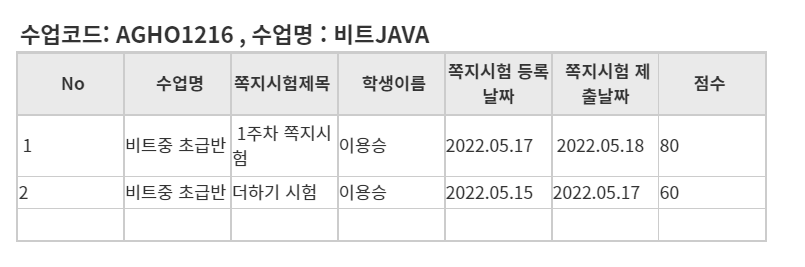 수업코드: AGHO1216 , 수업명 : 비트JAVA
No 수업명 쪽지시험제목 학생이름 쪽지시험 등록날짜 쪽지시험 제출날짜 점수
1 비트중 초급반 1주차 쪽지시험 이용승 2022.05.17 2022.05.18 80
2 비트중 초급반 더하기 시험 이용승 2022.05.15 2022.05.17 60